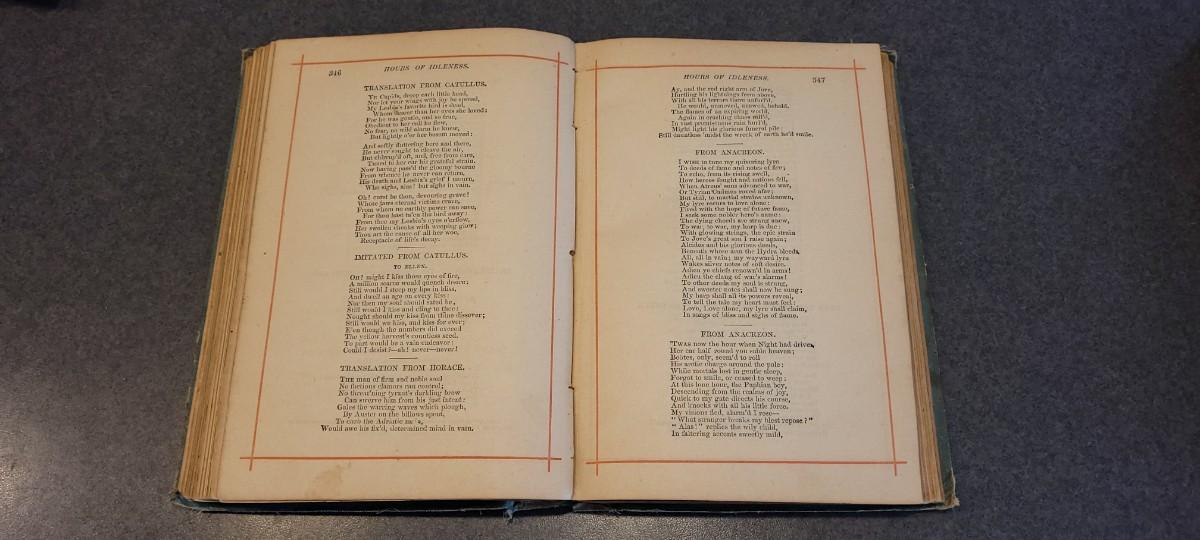 346
HOURS OF IDLENESS.
TRANSLATION FROM CATULLUS.
YE Cupids, droop each little head,
Nor let your wings with joy be spread,
My Lesbia's favorite bird is dead,
Whom dearer than her eyes she loved:
For he was gentle, and so true,
Obedient to her call he flew,
No fear, no wild alarm he knew,
But lightly o'er her bosom moved:
And softly fluttering here and there,
He never sought to cleave the air,
But chirup'd oft, and, free from care,
Tuned to her ear his grateful strain.
Now having pass'd the gloomy bourne
From whence he never can return,
His death and Lesbia's grief I mourn,
Who sighs, alas! but sighs in vain.
Oh! curst be thou, devouring grave!
Whose jaws eternal victims crave,
From whom no earthly power can save,
For thou hast ta'en the bird away:
From thee my Lesbia's eyes o'erflow,
Her swollen cheeks with weeping glow;
Thou art the cause of all her woe,
Receptacle of life's decay.
IMITATED FROM CATULLUS.
TO ELLEN.
OH! might I kiss those eyes of fire,
A million scarce would quench desire;
Still would I steep my lips in bliss,
And dwell an age on every kiss:
Nor then my soul should sated be,
Still would I kiss and cling to thee:
Nought should my kiss from thine dissever;
Still would we kiss, and kiss for ever;
E'en though the numbers did exceed
The yellow harvest's countless seed.
To part would be a vain endeavor:
Could I desist?—ah! never—never!
TRANSLATION FROM HORACE.
THE man of firm and noble soul
No factious clamors can control;
No threat'ning tyrant's darkling brow
Can swerve him from his just intent:
Gales the warring waves which plough,
By Auster on the billows spent,
To curb the Adriatic
Would awe his fix'd, determined mind in vain.
HOURS OF IDLENESS.
347
Ay, and the red right arm of Jove,
Hurtling his lightnings from above,
With all his terrors there unfurl'd,
He would, unmoved, unawed, behold.
The flames of an expiring world,
Again in crashing chaos roll'd,
In vast promiscuous ruin hurl'd,
Might light his glorious funeral pile:
Still dauntless 'midst the wreck of earth he'd smile.
FROM ANACREON.
I WISH to tune my quivering lyre
To deeds of fame and notes of fire;
To echo, from its rising swell,
How heroes fought and nations fell,
When Atreus' sons advanced to war,
Or Tyrian Cadmus roved afar;
But still, to martial strains unknown,
My lyre recurs to love alone:
Fired with the hope of future fame,
I seek some nobler hero's name:
The dying chords are strung anew,
To war, to war, my harp is due:
With glowing strings, the epic strain
To Jove's great son I raise again;
Alcides and his glorious deeds,
Beneath whose arm the Hydra bleeds.
All, all in vain; my wayward lyre
Wakes silver notes of soft desire.
Adieu ye chiefs renown'd in arms!
Adieu the clang of war's alarms!
To other deeds my soul is strung,
And sweeter notes shall now be sung;
My harp shall all its powers reveal,
To tell the tale my heart must feel:
Love, Love alone, my lyre shall claim,
In songs of bliss and sighs of flame.
FROM ANACREON.
'TWAS now the hour when Night had driven
Her car half round yon sable heaven;
Bootes, only, seem'd to roll
His arctic charge around the pole:
While mortals lost in gentle sleep,
Forgot to smile, or ceased to weep:
At this lone hour, the Paphian boy,
Descending from the realms of joy,
Quick to my gate directs his course,
And knocks with all his little force.
My visions fled, alarm'd I rose—
"What stranger breaks my blest repose?"
"Alas!" replies the wily child,
In faltering accents sweetly mild,